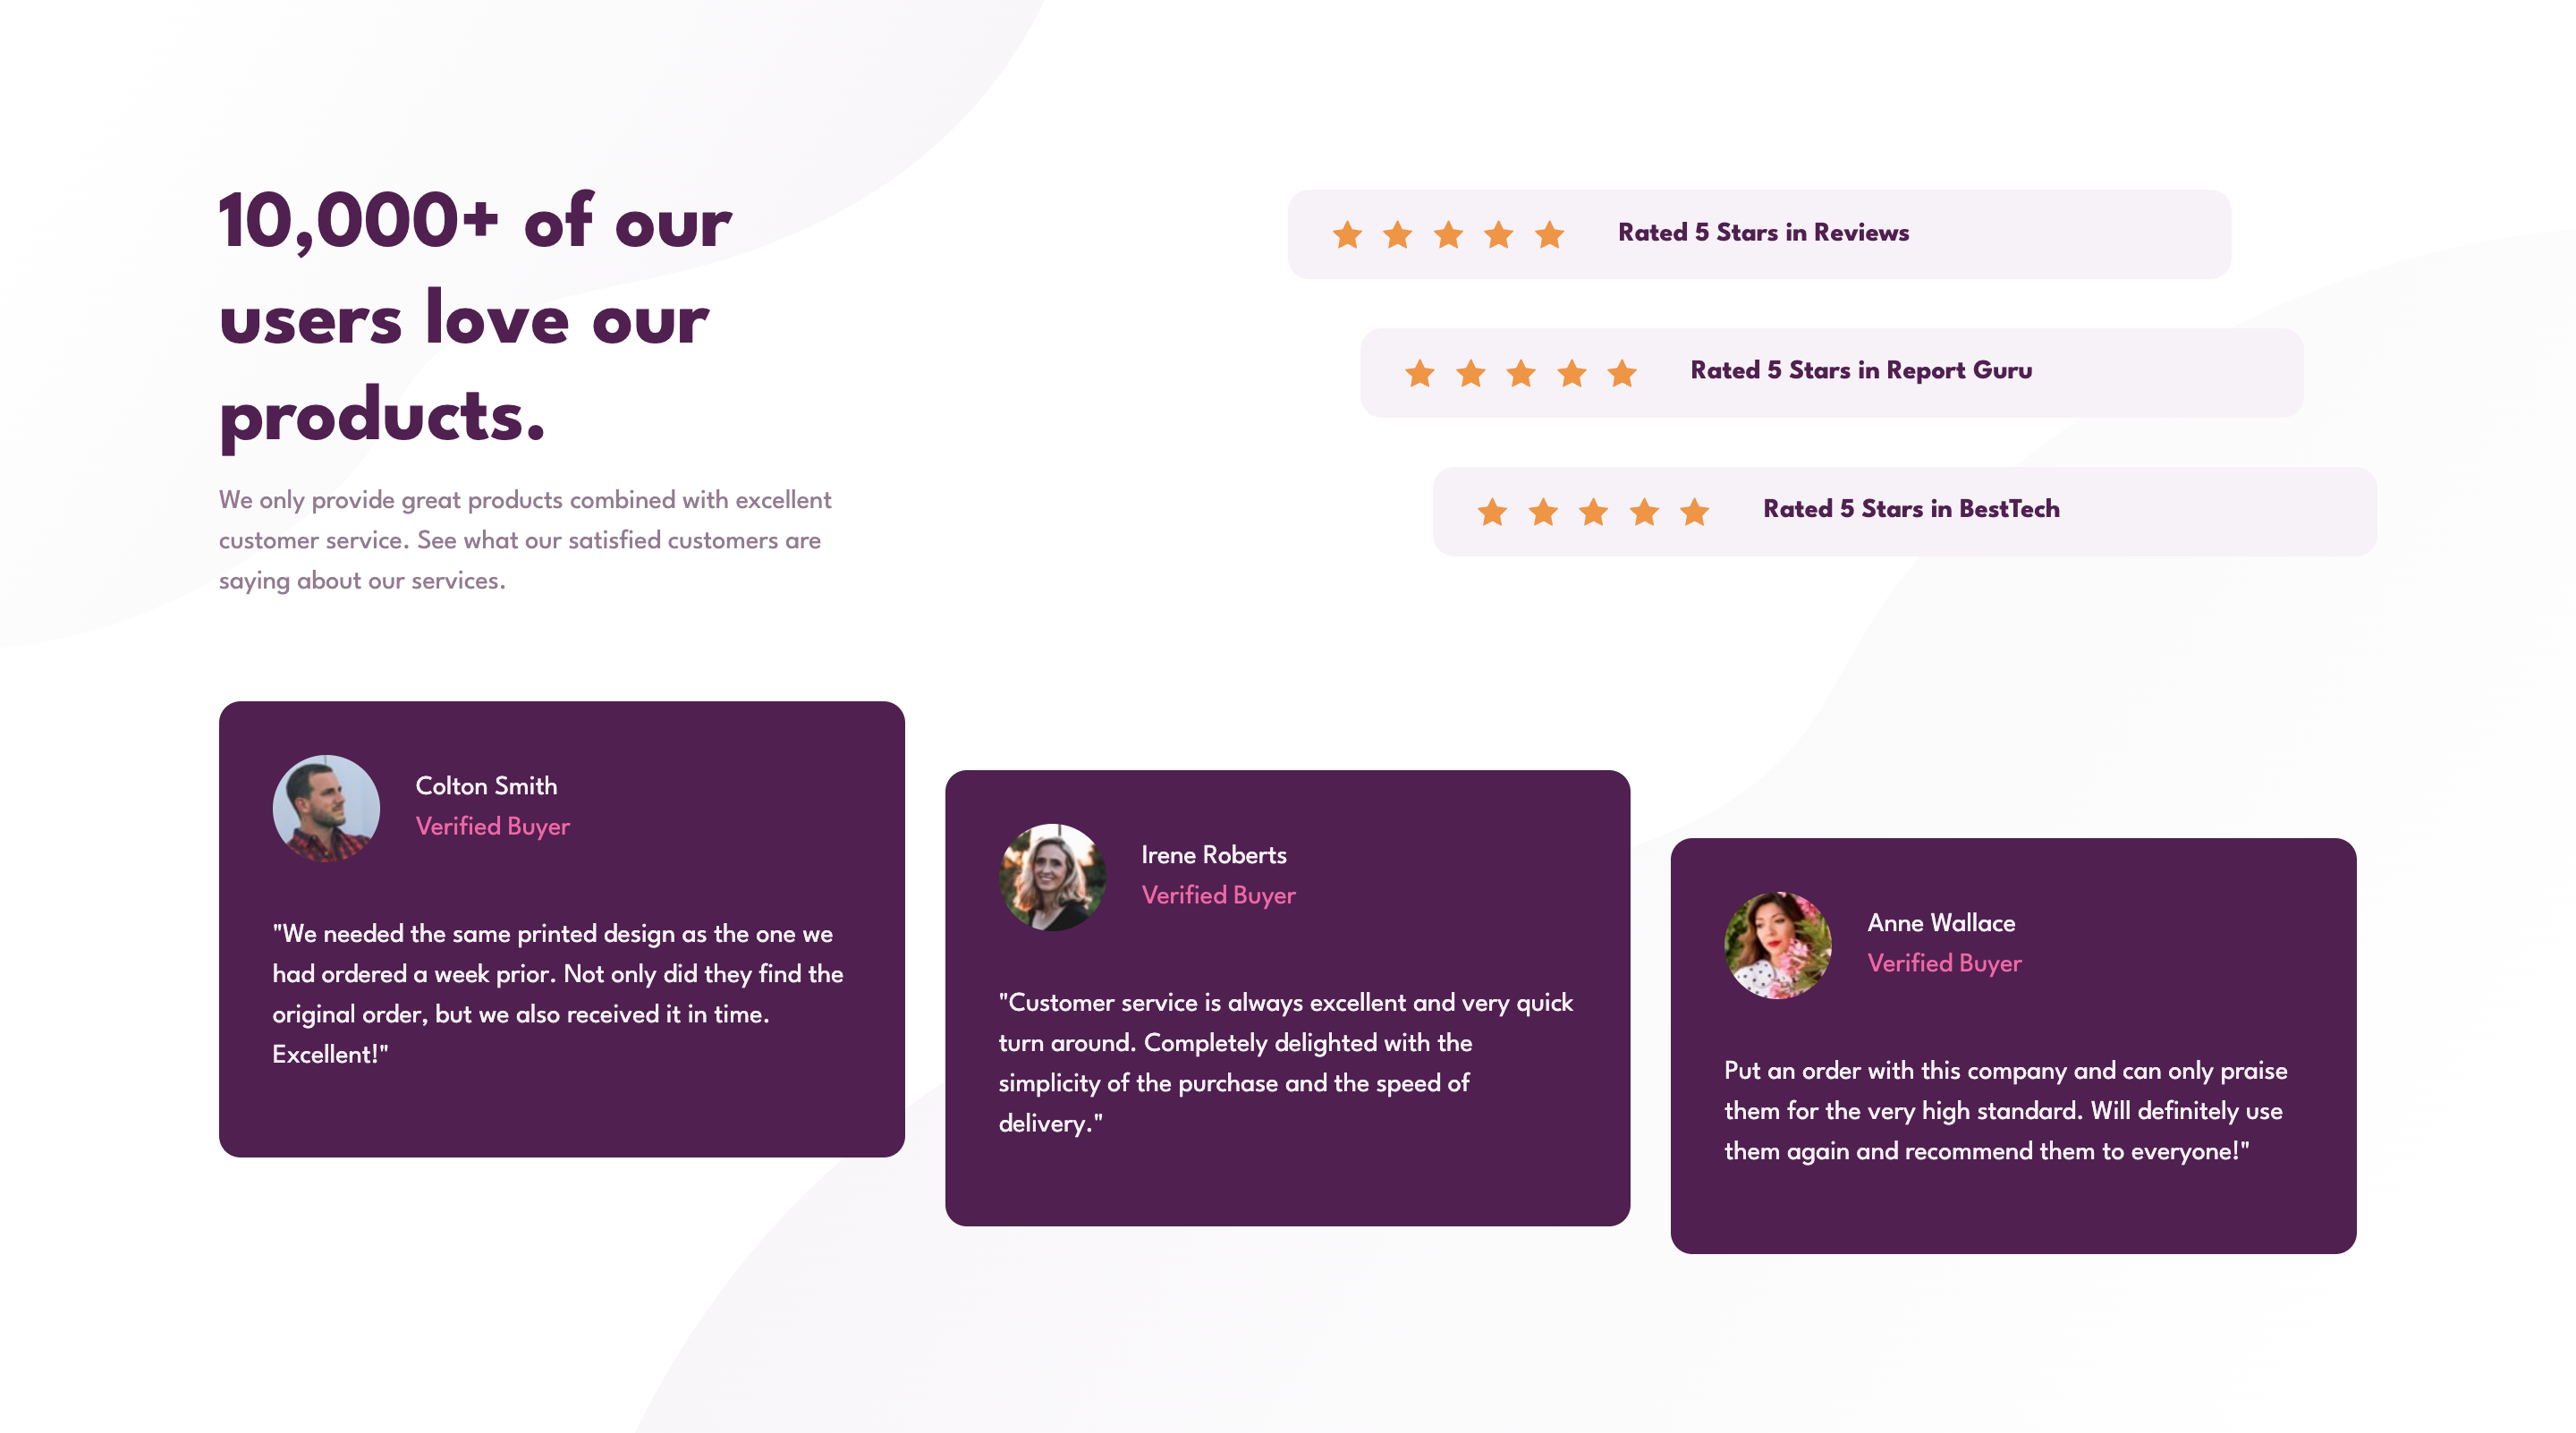 10,000+ of our
users love our
products.
We only provide great products combined with excellent
customer service. See what our satisfied customers are
saying about our services.
Rated 5 Stars in Reviews
Rated 5 Stars in Report Guru
Rated 5 Stars in BestTech
Colton Smith
Verified Buyer
"We needed the same printed design as the one we
had ordered a week prior. Not only did they find the
original order, but we also received it in time.
Excellent!"
Irene Roberts
Verified Buyer
"Customer service is always excellent and very quick
turn around. Completely delighted with the
simplicity of the purchase and the speed of
delivery."
Anne Wallace
Verified Buyer
Put an order with this company and can only praise
them for the very high standard. Will definitely use
them again and recommend them to everyone!"